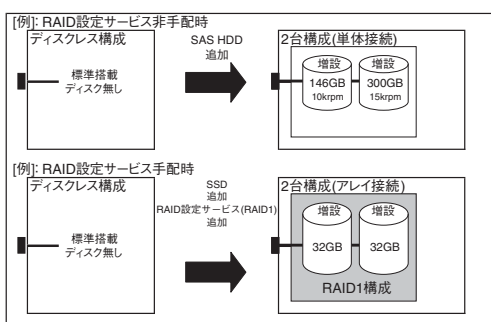 [例]: RAID設定サービス非手配時
ディスクレス構成
標準搭載
ディスク無し
SAS HDD
追加
2台構成(単体接続)
増設
146GB
10krpm
増設
300GB
15krpm
[例]: RAID設定サービス手配時
ディスクレス構成
標準搭載
ディスク無し
SSD
追加
RAID設定サービス(RAID1)
追加
2台構成(アレイ接続)
増設
32GB
増設
32GB
RAID1構成